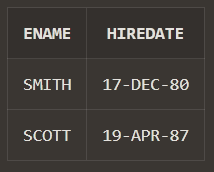 ENAME HIREDATE
SMITH 17-DEC-80
SCOTT 19-APR-87